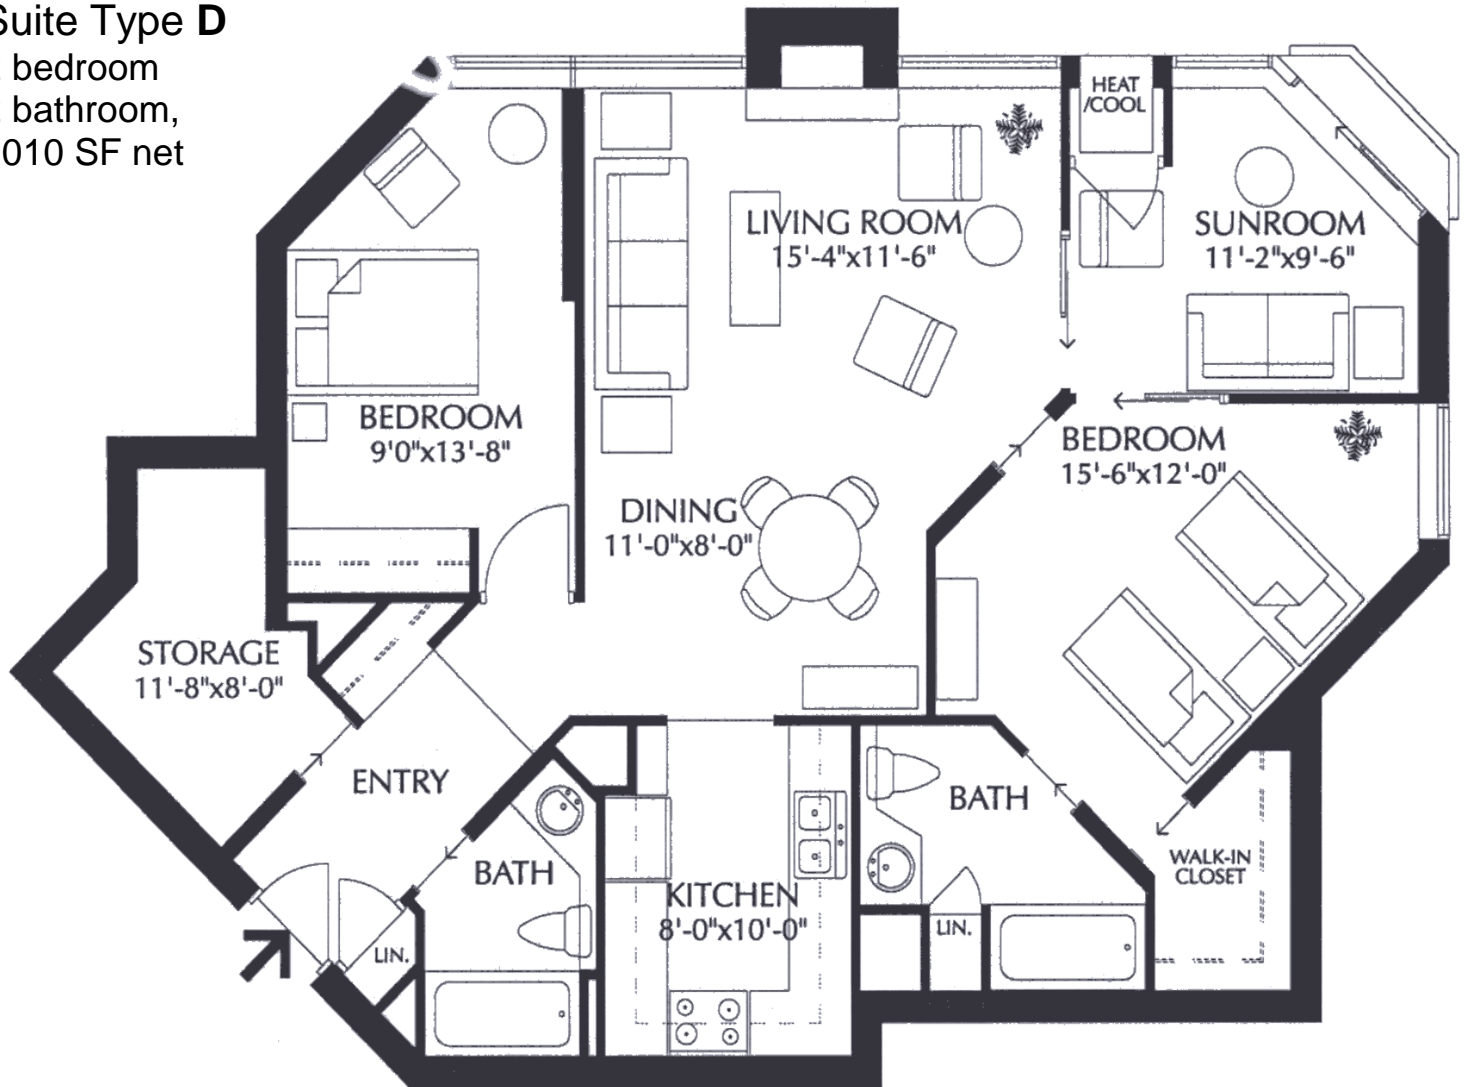 Suite Type D
bedroom
bathroom,
010 SF net
HEAT
/COOL
LIVING ROOM
15'-4"x11'-6"
SUNROOM
11'-2"x9'-6"
BEDROOM
9'0"x13'-8"
BEDROOM
15'-6"x12'-0"
DINING
11'-0"x8'-0"
STORAGE
11'-8"x8'-0"
ENTRY
BATH
BATH
WALK-IN
CLOSET
KITCHEN
8'-0"x10'-0"
LIN.
LIN.